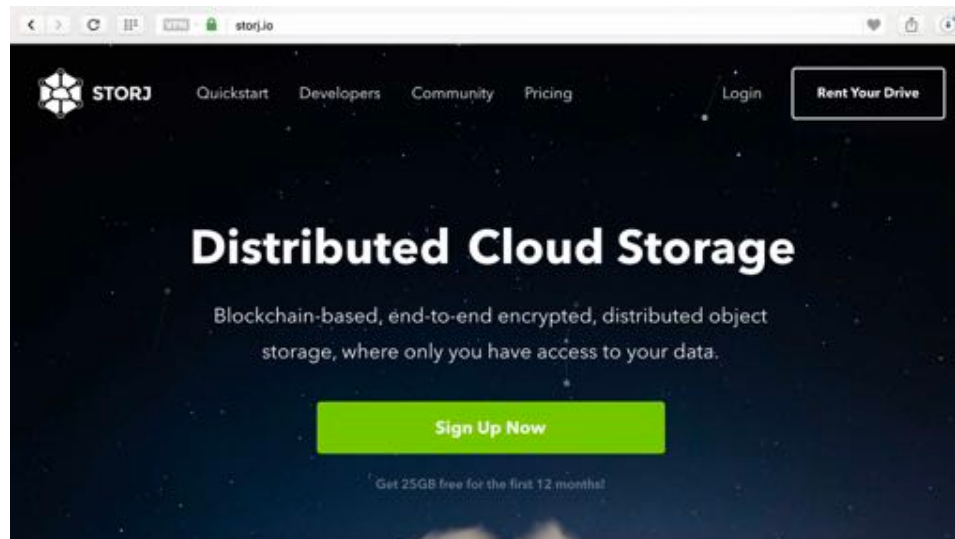 VPN storj.io
STORJ Quickstart Developers Community Pricing Login Rent Your Drive
Distributed Cloud Storage
Blockchain-based, end-to-end encrypted, distributed object
storage, where only you have access to your data.
Sign Up Now
Get 25GB free for the first 12 months!